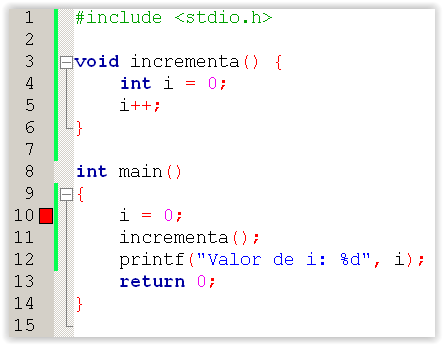 1 #include <stdio.h>
2
3 void incrementa() {
4     int i = 0;
5     i++;
6 }
7
8 int main()
9 {
10     i = 0;
11     incrementa();
12     printf("Valor de i: %d", i);
13     return 0;
14 }
15